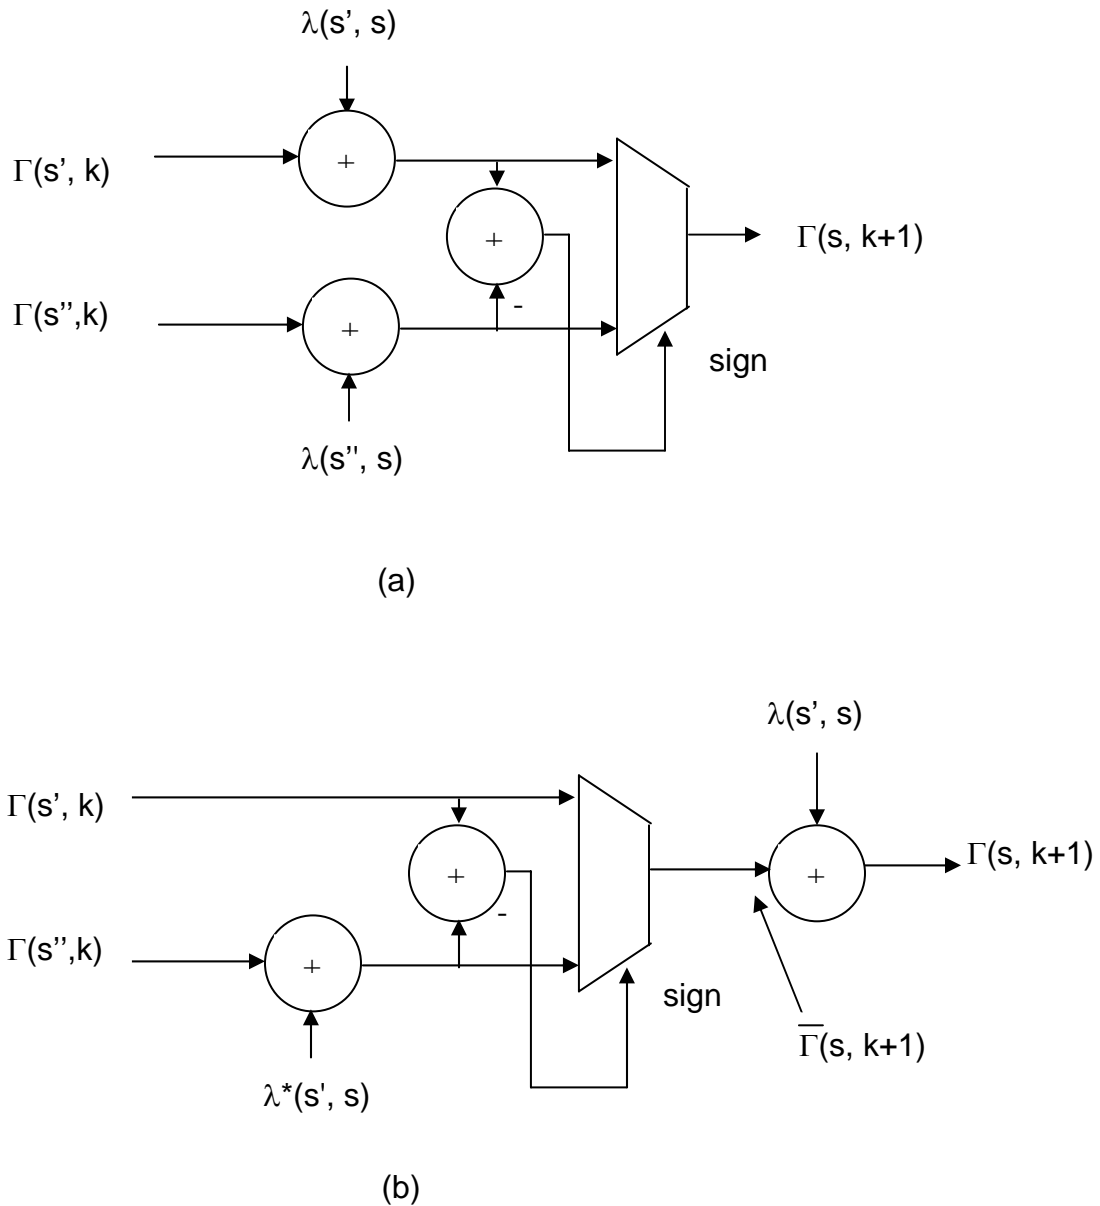 λ(s', s)
Γ(s', k)
+
+
Γ(s, k+1)
Γ(s'',k)
-
+
sign
λ(s'', s)
(a)
λ(s', s)
Γ(s', k)
Γ(s, k+1)
+
+
-
Γ(s'',k)
+
sign
Γ̅(s, k+1)
λ*(s', s)
(b)